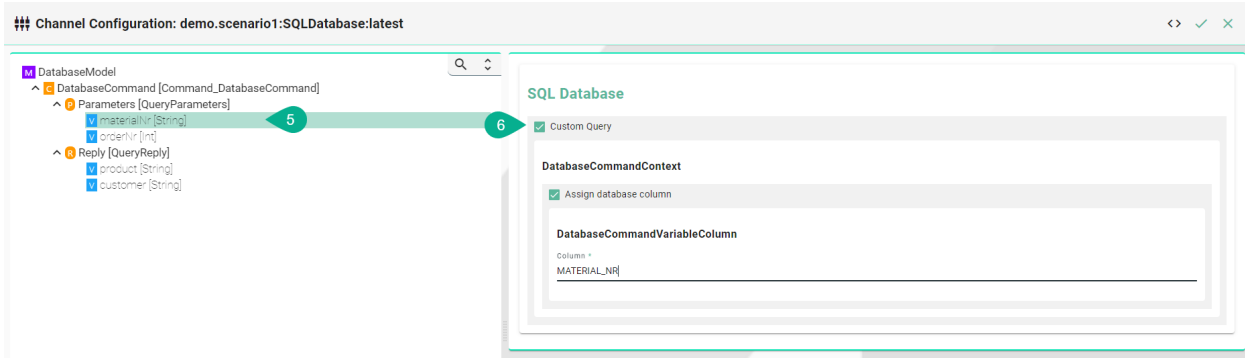 Channel Configuration: demo.scenario1:SQLDatabase:latest
M DatabaseModel
C DatabaseCommand [Command_DatabaseCommand]
P Parameters [QueryParameters]
V materialNr [String]
5
V orderNr [Int]
R Reply [QueryReply]
V product [String]
V customer [String]
SQL Database
6
Custom Query
DatabaseCommandContext
Assign database column
DatabaseCommandVariableColumn
Column *
MATERIAL_NR